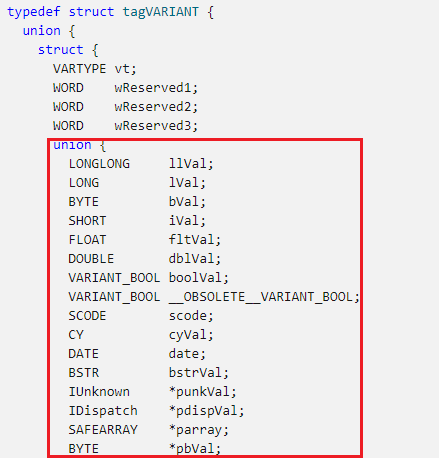 typedef struct tagVARIANT {
union {
struct {
VARTYPE vt;
WORD wReserved1;
WORD wReserved2;
WORD wReserved3;
union {
LONGLONG llVal;
LONG lVal;
BYTE bVal;
SHORT iVal;
FLOAT fltVal;
DOUBLE dblVal;
VARIANT_BOOL boolVal;
VARIANT_BOOL __OBSOLETE__VARIANT_BOOL;
SCODE scode;
CY cyVal;
DATE date;
BSTR bstrVal;
IUnknown *punkVal;
IDispatch *pdispVal;
SAFEARRAY *parray;
BYTE *pbVal;